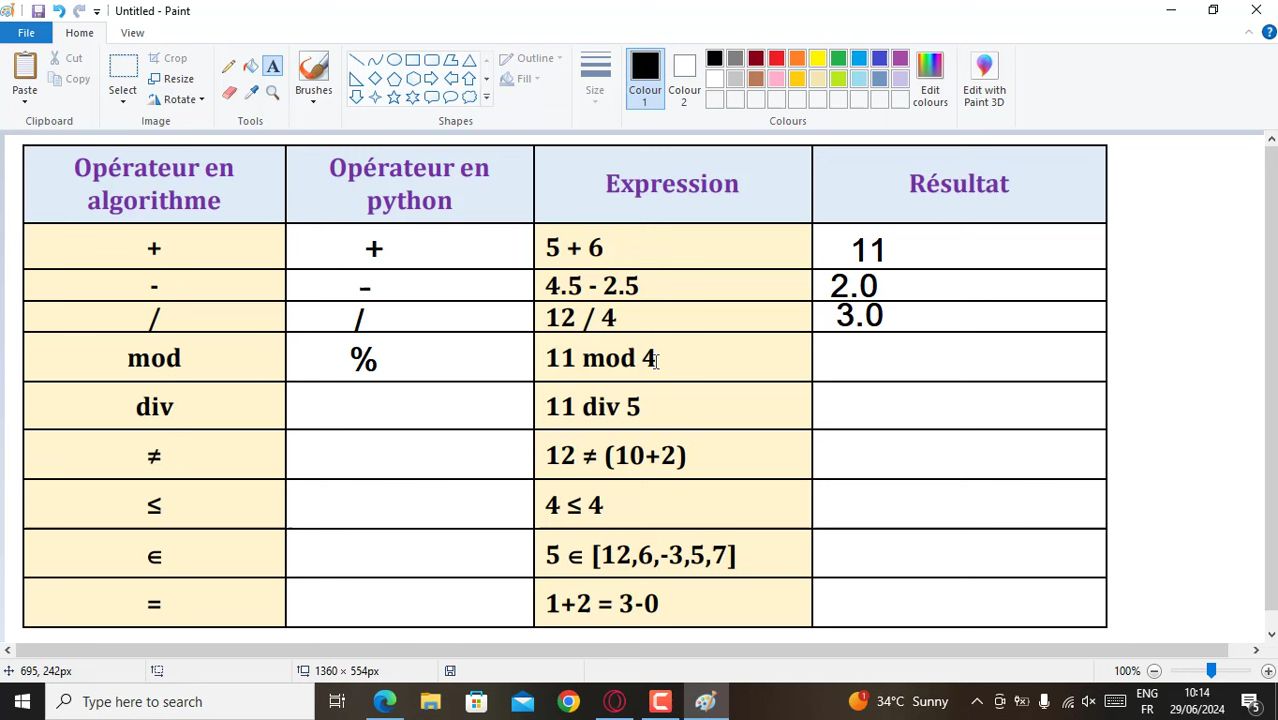 Untitled - Paint
File
Home
View
Paste
Cut
Copy
Clipboard
Select
Crop
Resize
Rotate
Image
Tools
Brushes
Shapes
Outline
Fill
Size
Colour 1
Colour 2
Edit colours
Edit with Paint 3D
Colours
Opérateur en algorithme
Opérateur en python
Expression
Résultat
+ + 5 + 6 11
- - 4.5 - 2.5 2.0
/ / 12 / 4 3.0
mod % 11 mod 4
div 11 div 5
≠ 12 ≠ (10+2)
≤ 4 ≤ 4
∈ 5 ∈ [12,6,-3,5,7]
= 1+2 = 3-0
695, 242px
1360 × 554px
100%
Type here to search
1
34°C Sunny
ENG
FR
10:14
29/06/2024
5